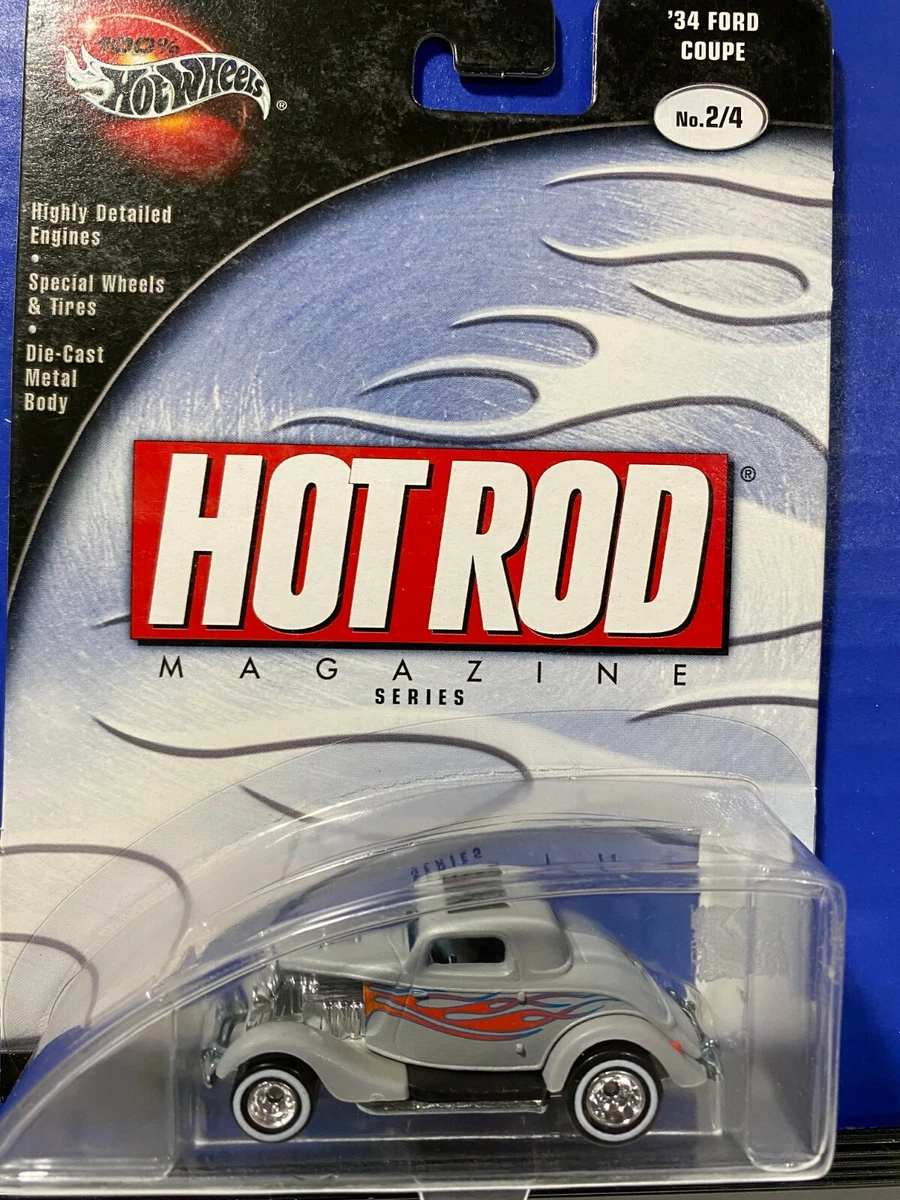 100%
HOT WHEELS ®
'34 FORD
COUPE
No.2/4
Highly Detailed
Engines
•
Special Wheels
& Tires
•
Die-Cast
Metal
Body
HOT ROD ®
MAGAZINE
SERIES
SERIES